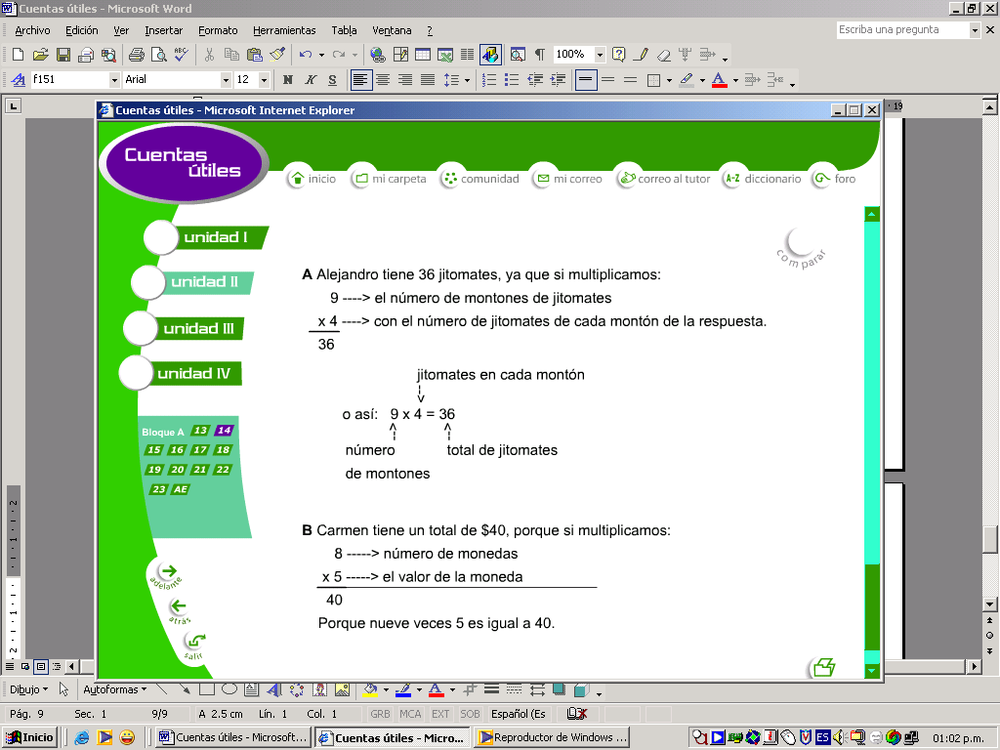 Cuentas útiles - Microsoft Word
Archivo Edición Ver Insertar Formato Herramientas Tabla Ventana ?
Escriba una pregunta
100%
f151 Arial 12 N K S
19
Cuentas útiles - Microsoft Internet Explorer
Cuentas
útiles
inicio mi carpeta comunidad mi correo correo al tutor A-Z diccionario foro
unidad I
unidad II
unidad III
unidad IV
comparar
A Alejandro tiene 36 jitomates, ya que si multiplicamos:
9 ----> el número de montones de jitomates
x 4 ----> con el número de jitomates de cada montón de la respuesta.
36
jitomates en cada montón
o así: 9 x 4 = 36
número total de jitomates
de montones
Bloque A 13 14
15 16 17 18
19 20 21 22
23 AE
B Carmen tiene un total de $40, porque si multiplicamos:
8 -----> número de monedas
x 5 -----> el valor de la moneda
40
Porque nueve veces 5 es igual a 40.
adelante
atrás
salir
Dibujo Autoformas
Pág. 9 Sec. 1 9/9 A 2.5 cm Lín. 1 Col. 1 GRB MCA EXT SOB Español (Es
Inicio Cuentas útiles - Microsoft... Cuentas útiles - Micro... Reproductor de Windows ... ES 01:02 p.m.